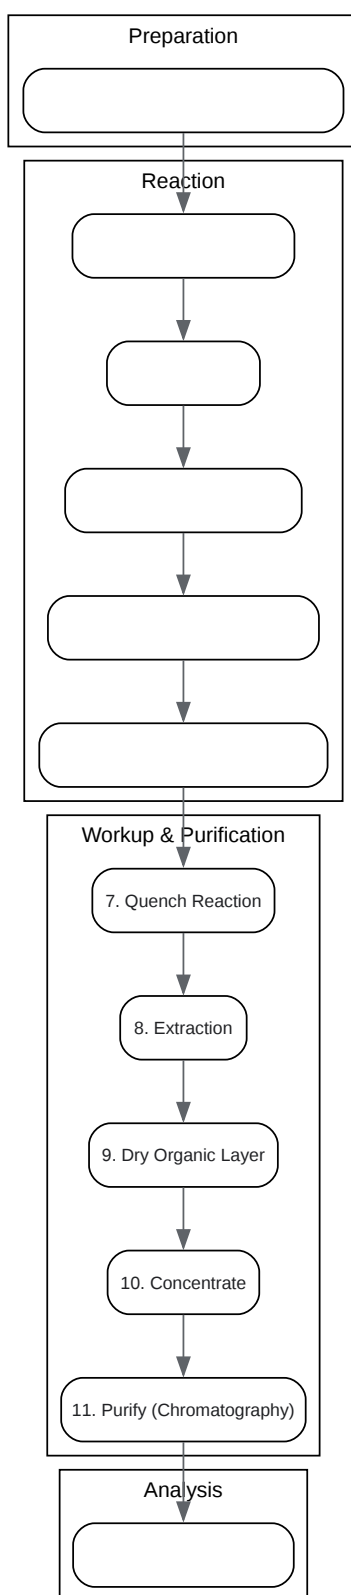 Preparation
Reaction
Workup & Purification
7. Quench Reaction
8. Extraction
9. Dry Organic Layer
10. Concentrate
11. Purify (Chromatography)
Analysis